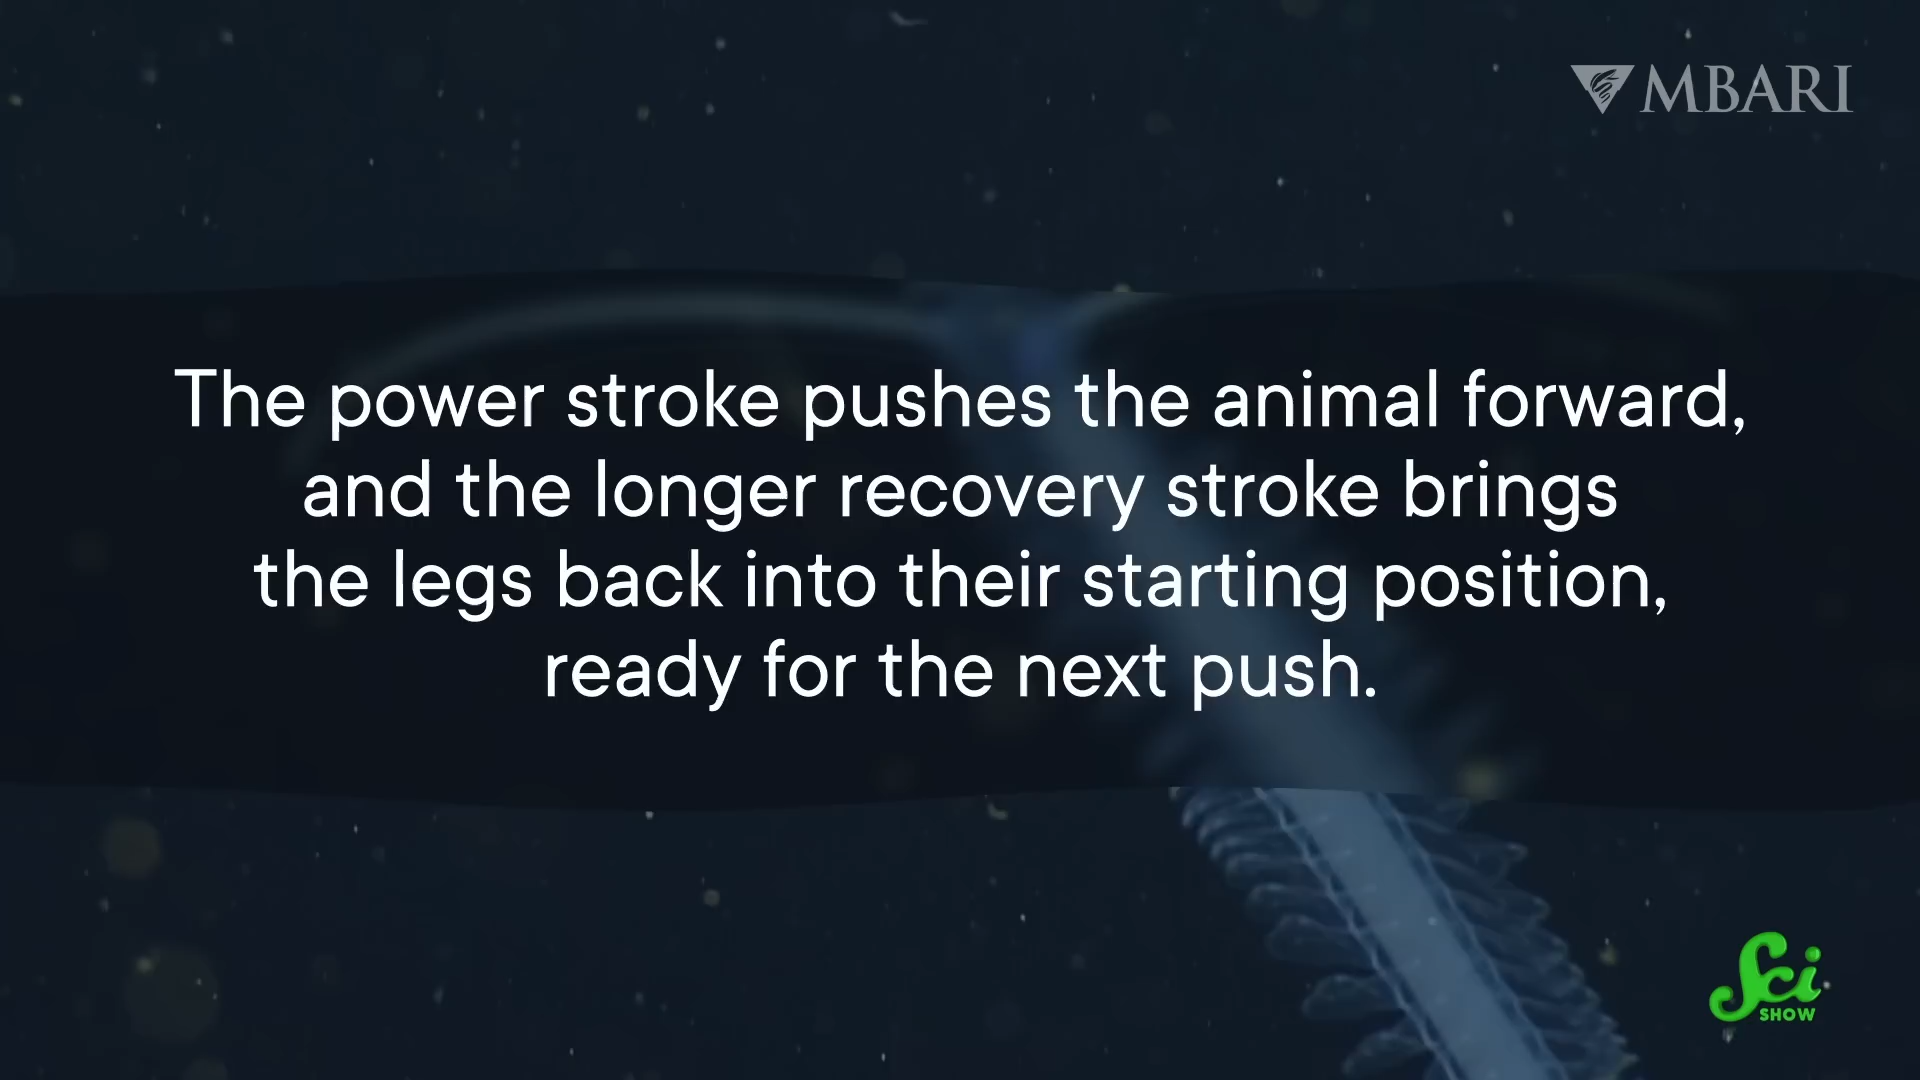 MBARI
The power stroke pushes the animal forward,
and the longer recovery stroke brings
the legs back into their starting position,
ready for the next push.
Sci
SHOW